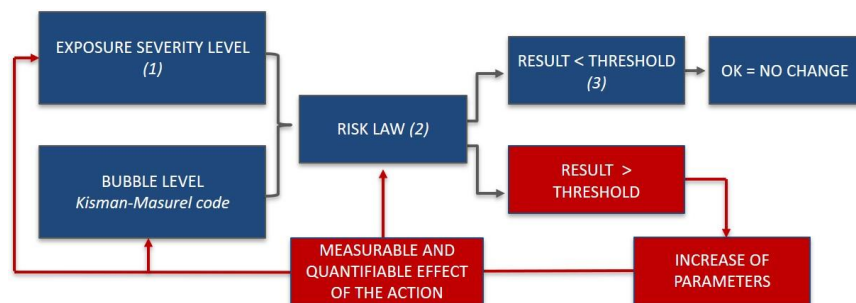 EXPOSURE SEVERITY LEVEL
(1)
RESULT < THRESHOLD
(3)
OK = NO CHANGE
RISK LAW (2)
BUBBLE LEVEL
Kisman-Masurel code
RESULT >
THRESHOLD
MEASURABLE AND
QUANTIFIABLE EFFECT
OF THE ACTION
INCREASE OF
PARAMETERS